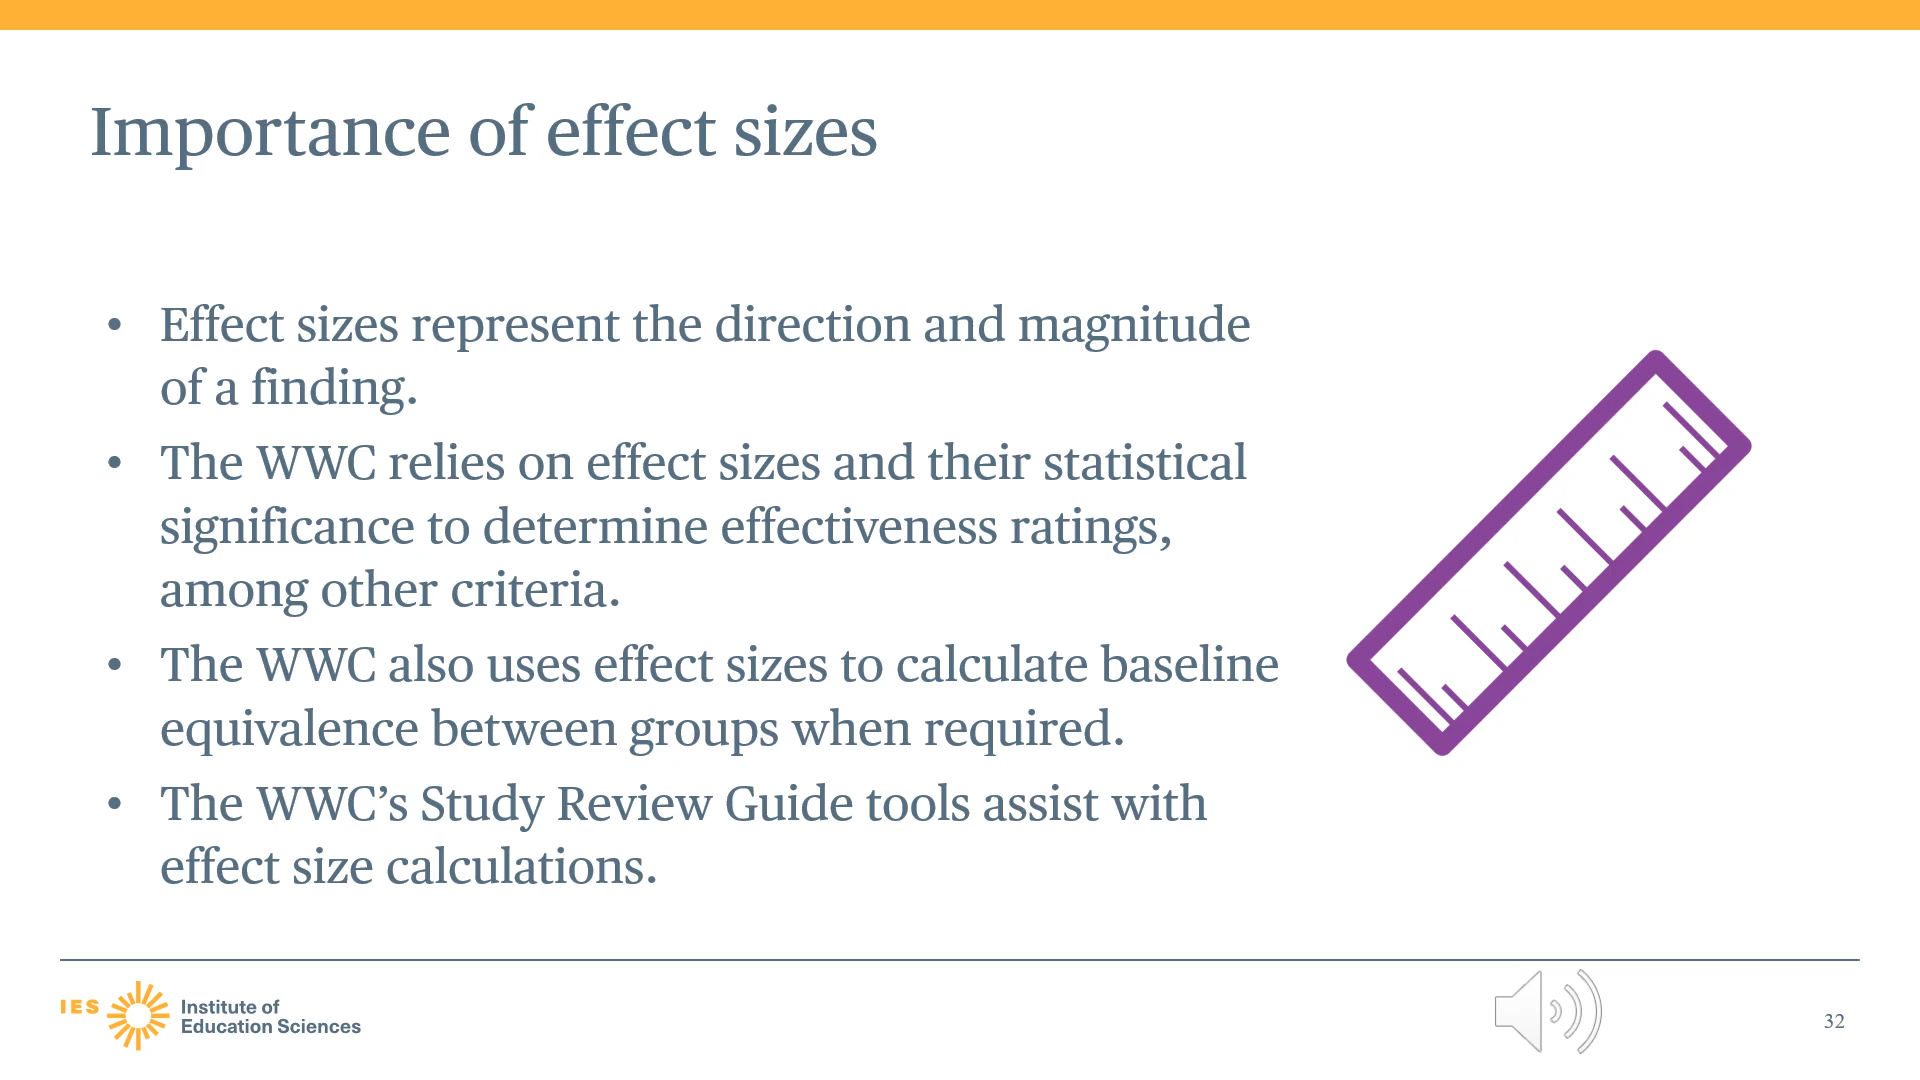 Importance of effect sizes
• Effect sizes represent the direction and magnitude
of a finding.
• The WWC relies on effect sizes and their statistical
significance to determine effectiveness ratings,
among other criteria.
• The WWC also uses effect sizes to calculate baseline
equivalence between groups when required.
• The WWC’s Study Review Guide tools assist with
effect size calculations.
IES
Institute of
Education Sciences
32